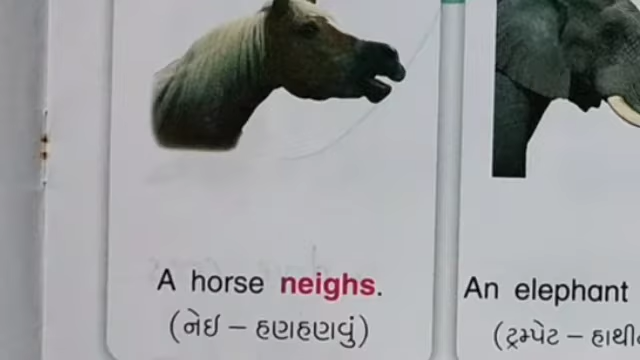 A horse neighs.
(નેઈ – હણહણવું)
An elephant
(ટ્રમ્પેટ – હાથીન